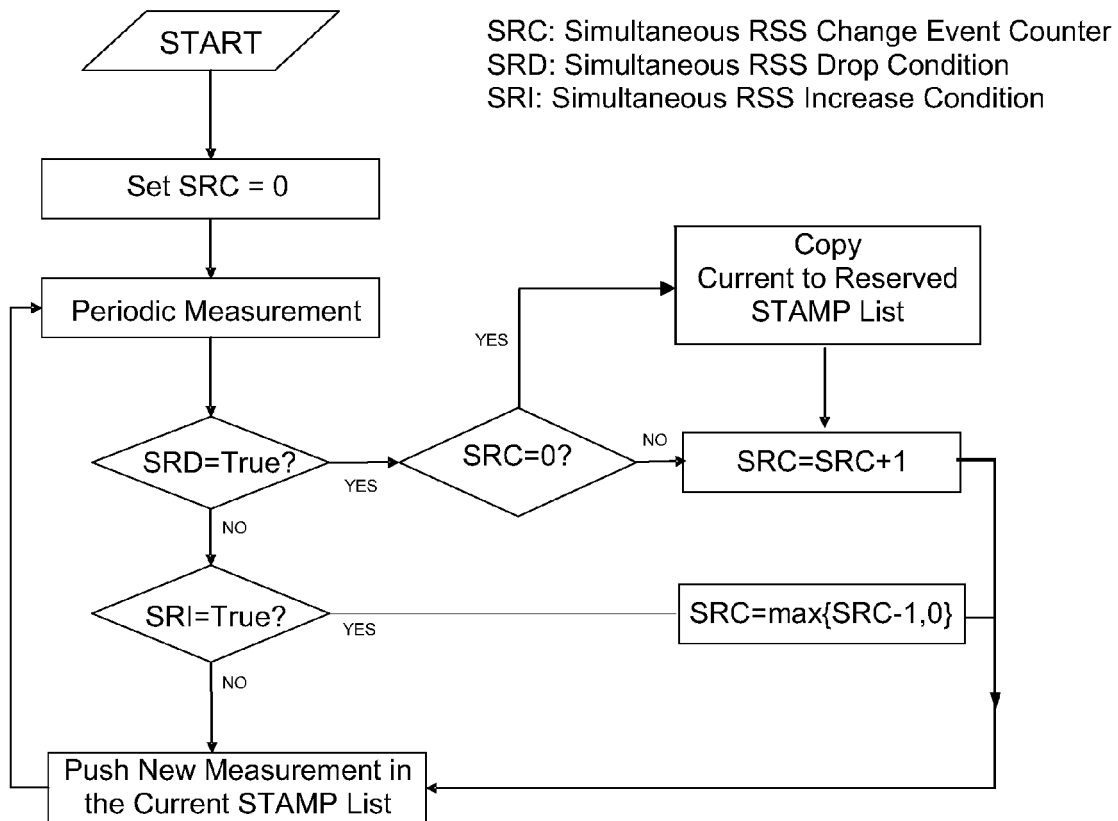 START
SRC: Simultaneous RSS Change Event Counter
SRD: Simultaneous RSS Drop Condition
SRI: Simultaneous RSS Increase Condition
Set SRC = 0
Periodic Measurement
Copy
Current to Reserved
STAMP List
YES
SRD=True?
YES
SRC=0?
NO
SRC=SRC+1
NO
SRI=True?
YES
SRC=max{SRC-1,0}
NO
Push New Measurement in
the Current STAMP List